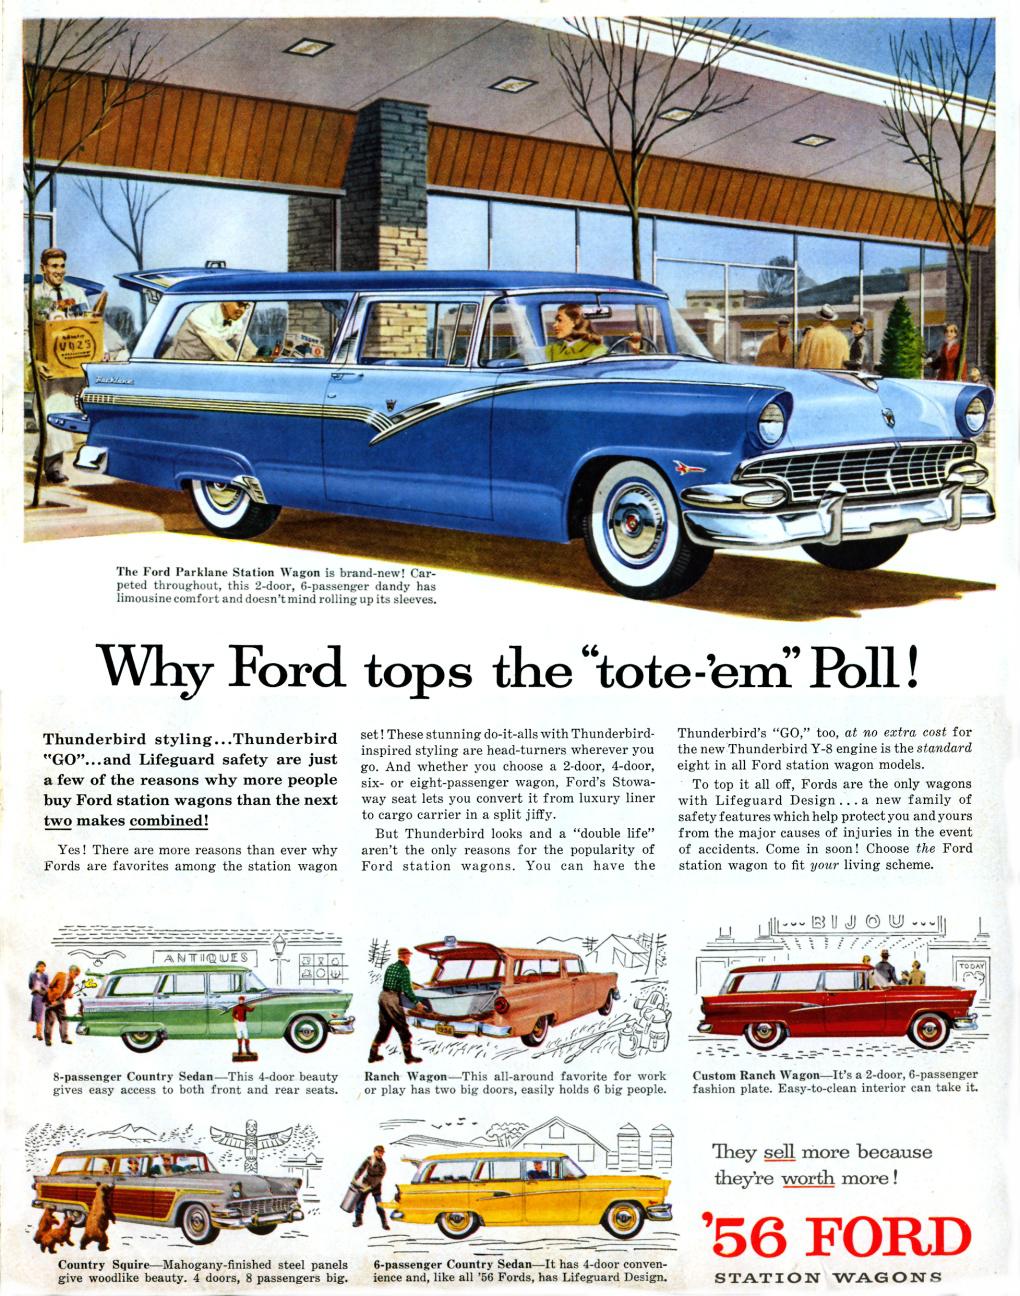 Parklane
The Ford Parklane Station Wagon is brand-new! Car-
peted throughout, this 2-door, 6-passenger dandy has
limousine comfort and doesn't mind rolling up its sleeves.
Why Ford tops the "tote-'em" Poll!
Thunderbird styling...Thunderbird
"GO"...and Lifeguard safety are just
a few of the reasons why more people
buy Ford station wagons than the next
two makes combined!
Yes! There are more reasons than ever why
Fords are favorites among the station wagon
set! These stunning do-it-alls with Thunderbird-
inspired styling are head-turners wherever you
go. And whether you choose a 2-door, 4-door,
six- or eight-passenger wagon, Ford's Stowa-
way seat lets you convert it from luxury liner
to cargo carrier in a split jiffy.
But Thunderbird looks and a "double life"
aren't the only reasons for the popularity of
Ford station wagons. You can have the
Thunderbird's "GO," too, at no extra cost for
the new Thunderbird Y-8 engine is the standard
eight in all Ford station wagon models.
To top it all off, Fords are the only wagons
with Lifeguard Design...a new family of
safety features which help protect you and yours
from the major causes of injuries in the event
of accidents. Come in soon! Choose the Ford
station wagon to fit your living scheme.
ANTIQUES
8-passenger Country Sedan—This 4-door beauty
gives easy access to both front and rear seats.
1956
Ranch Wagon—This all-around favorite for work
or play has two big doors, easily holds 6 big people.
BIJOU
TODAY
Custom Ranch Wagon—It's a 2-door, 6-passenger
fashion plate. Easy-to-clean interior can take it.
Country Squire—Mahogany-finished steel panels
give woodlike beauty. 4 doors, 8 passengers big.
6-passenger Country Sedan—It has 4-door conven-
ience and, like all '56 Fords, has Lifeguard Design.
They sell more because
they're worth more!
'56 FORD
STATION WAGONS